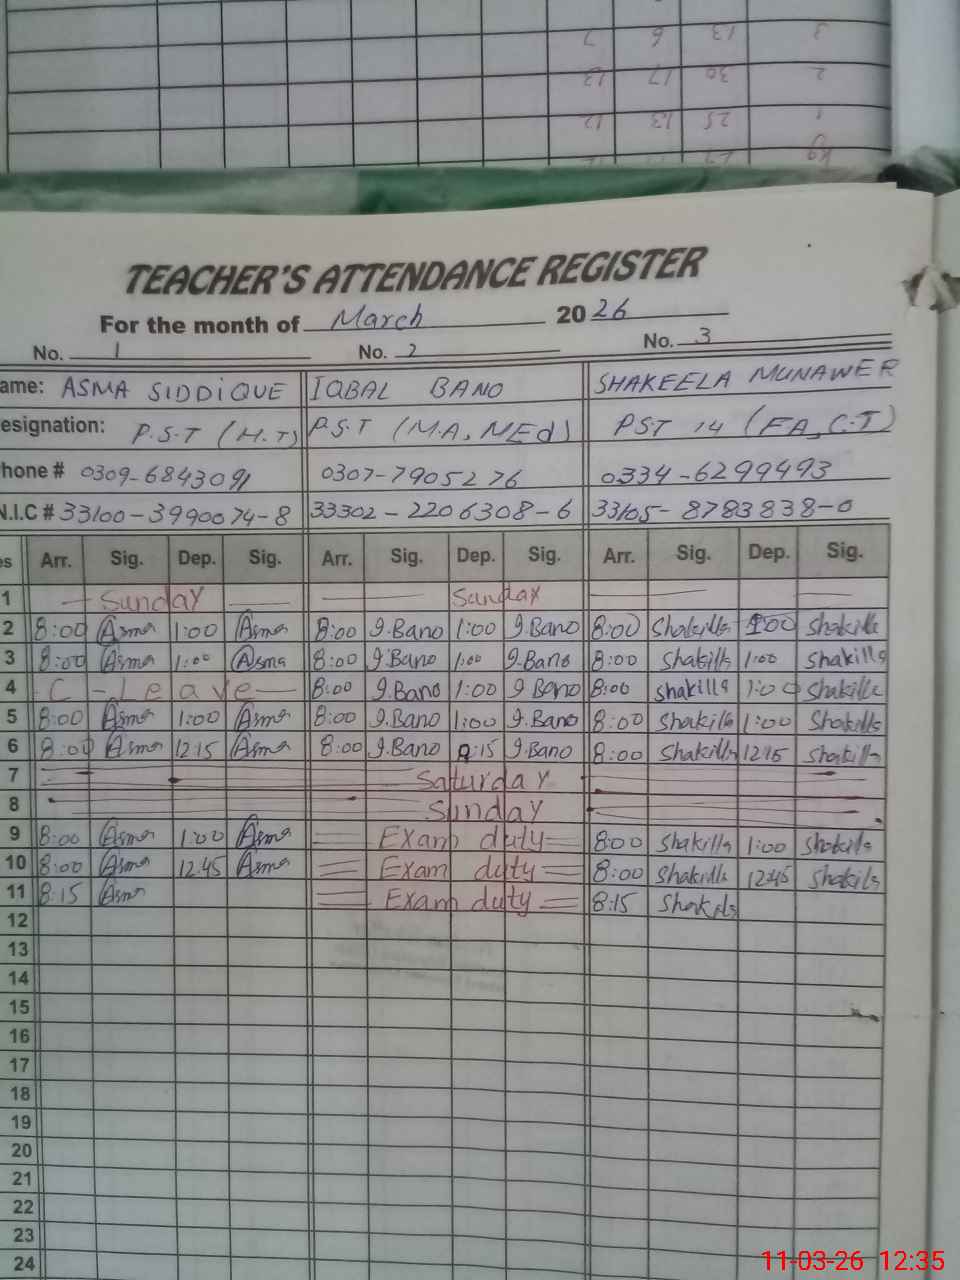 TEACHER'S ATTENDANCE REGISTER
For the month of March 2026
No. 1 No. 2 No. 3
ame: ASMA SIDDIQUE IQBAL BANO SHAKEELA MUNAWER
esignation: P.S.T (H.T) P.S.T (M.A, MEd) PST 14 (FA, C.T)
hone # 0309-6843091 0307-7905276 0334-6299493
N.I.C # 33100-3990074-8 33302-2206308-6 33105-8783838-0
es Arr. Sig. Dep. Sig. Arr. Sig. Dep. Sig. Arr. Sig. Dep. Sig.
1 Sunday Sunday
2 8:00 Asma 1:00 Asma 8:00 I.Bano 1:00 I.Bano 8:00 Shakilla 1:00 Shakilla
3 8:00 Asma 1:00 Asma 8:00 I.Bano 1:00 I.Bano 8:00 Shakilla 1:00 Shakilla
4 C-Leave 8:00 I.Bano 1:00 I Bano 8:00 shakilla 1:00 Shakilla
5 8:00 Asma 1:00 Asma 8:00 I.Bano 1:00 I.Bano 8:00 Shakilla 1:00 Shakilla
6 8:00 Asma 12:15 Asma 8:00 I.Bano 12:15 I.Bano 8:00 Shakilla 12:15 Shakilla
7 Saturday
8 Sunday
9 8:00 Asma 1:00 Asma Exam duty 8:00 Shakilla 1:00 Shakila
10 8:00 Asma 12:45 Asma Exam duty 8:00 Shakilla 12:45 Shakila
11 8:15 Asma Exam duty 8:15 Shakila
12
13
14
15
16
17
18
19
20
21
22
23
24
11-03-26 12:35